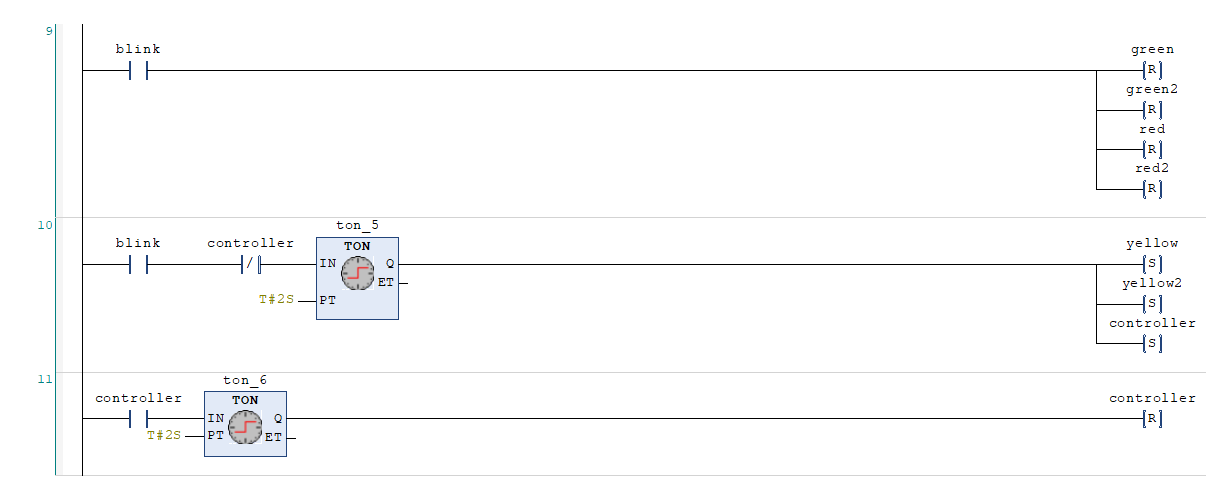 9
blink
green
R
green2
R
red
R
red2
R
10
ton_5
blink controller TON yellow
/ IN Q S
ET yellow2
T#2S PT S
controller
S
11
ton_6
controller TON controller
IN Q R
T#2S PT ET